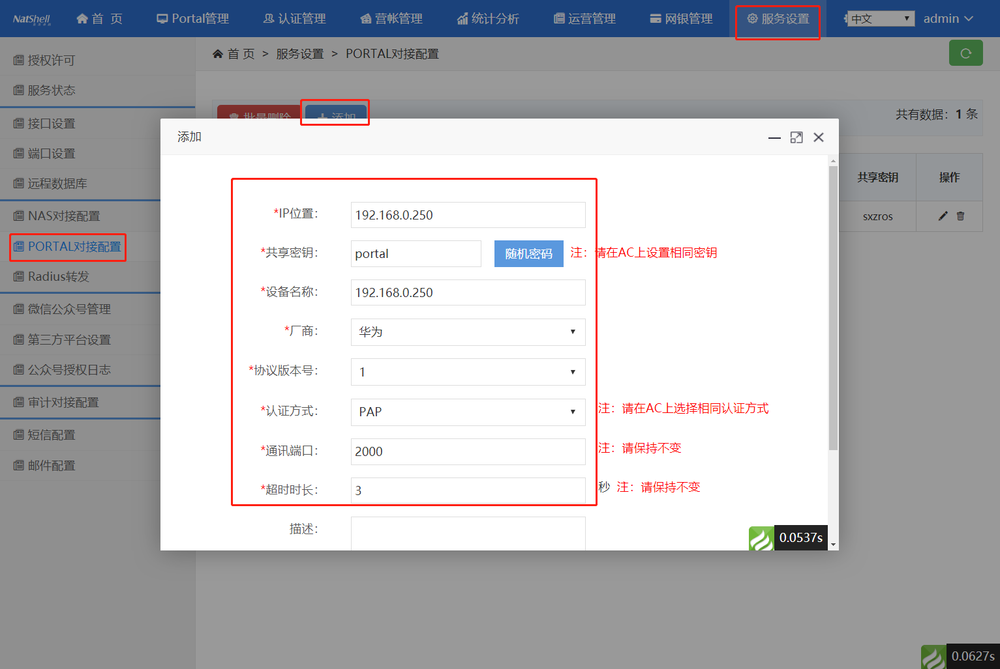 NatShell
首 页
Portal管理
认证管理
营帐管理
统计分析
运营管理
网银管理
服务设置
中文
admin
授权许可
服务状态
接口设置
端口设置
远程数据库
NAS对接配置
PORTAL对接配置
Radius转发
微信公众号管理
第三方平台设置
公众号授权日志
审计对接配置
短信配置
邮件配置
首 页 > 服务设置 > PORTAL对接配置
批量删除
添加
共有数据：1 条
共享密钥
操作
sxzros
添加
*IP位置：
192.168.0.250
*共享密钥：
portal
随机密码
注：请在AC上设置相同密钥
*设备名称：
192.168.0.250
*厂商：
华为
*协议版本号：
1
*认证方式：
PAP
注：请在AC上选择相同认证方式
*通讯端口：
2000
注：请保持不变
*超时时长：
3
秒 注：请保持不变
描述：
0.0537s
0.0627s